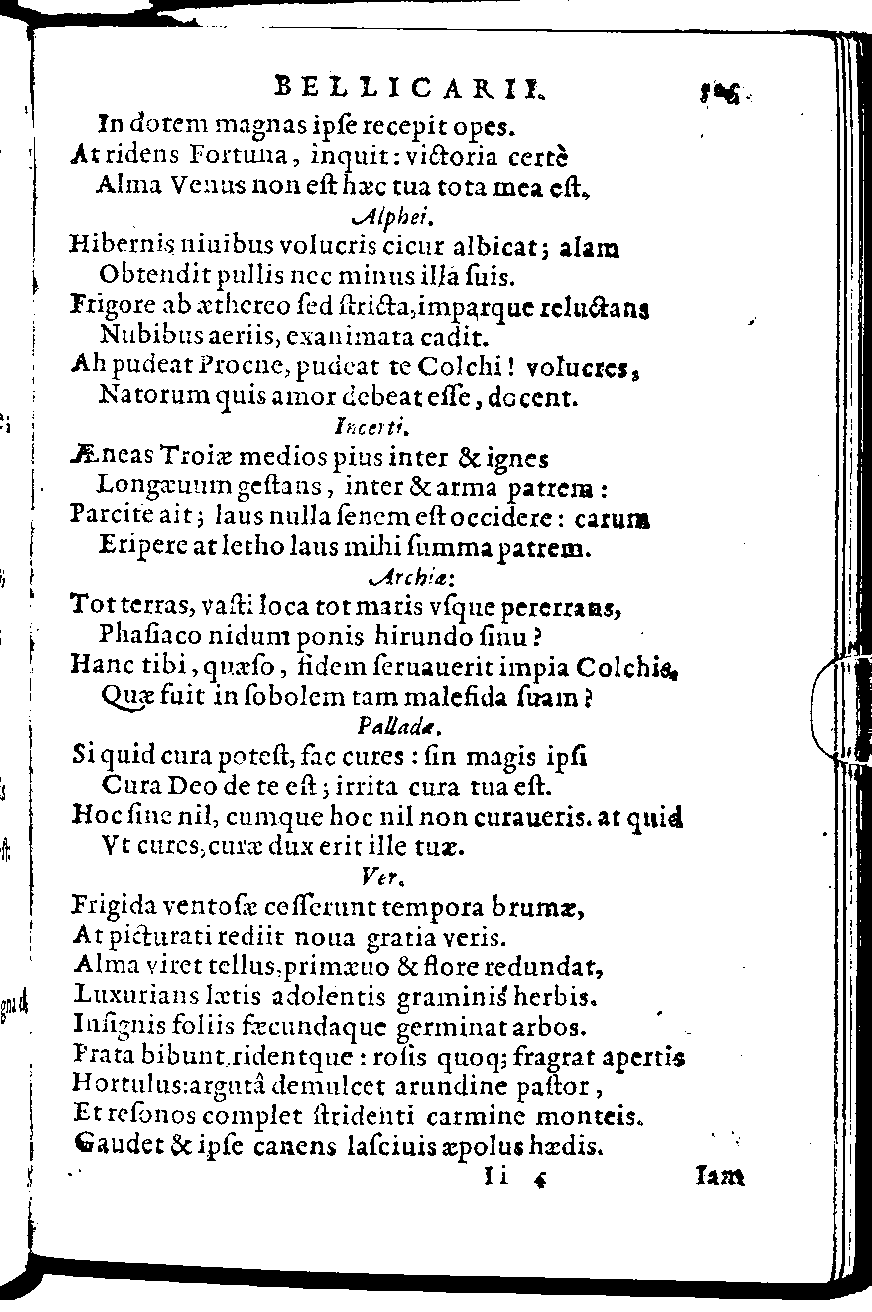 BELLICARII.
In dotem magnas ipſe recepit opes.
At ridens Fortuna, inquit: victoria certè
Alma Venus non eſt hæc tua tota mea eſt.
Alphei.
Hibernis niuibus volucris cicur albicat; alam
Obtendit pullis nec minus illa ſuis.
Frigore ab æthereo ſed ſtricta, imparque reluctans
Nubibus aeriis, exanimata cadit.
Ah pudeat Procne, pudeat te Colchi! volucres,
Natorum quis amor debeat eſſe, docent.
Incerti.
Æneas Troiæ medios pius inter & ignes
Longæuum geſtans, inter & arma patrem:
Parcite ait; laus nulla ſenem eſt occidere: carum
Eripere at letho laus mihi ſumma patrem.
Archiæ:
Tot terras, vaſti loca tot maris vſque pererrans,
Phaſiaco nidum ponis hirundo ſinu?
Hanc tibi, quæſo, fidem ſeruauerit impia Colchis,
Quæ fuit in ſobolem tam malefida ſuam?
Palladæ.
Si quid cura poteſt, fac cures: ſin magis ipſi
Cura Deo de te eſt; irrita cura tua eſt.
Hoc ſine nil, cumque hoc nil non curaueris. at quid
Vt cures, curæ dux erit ille tuæ.
Ver.
Frigida ventoſæ ceſſerunt tempora brumæ,
At picturati rediit noua gratia veris.
Alma viret tellus, primæuo & flore redundat,
Luxurians lætis adolentis graminis herbis.
Inſignis foliis fæcundaque germinat arbos.
Prata bibunt ridentque: roſis quoq; fragrat apertis
Hortulus: argutâ demulcet arundine paſtor,
Et reſonos complet ſtridenti carmine monteis.
Gaudet & ipſe canens laſciuis æpolus hædis.
Ii 4 Iam